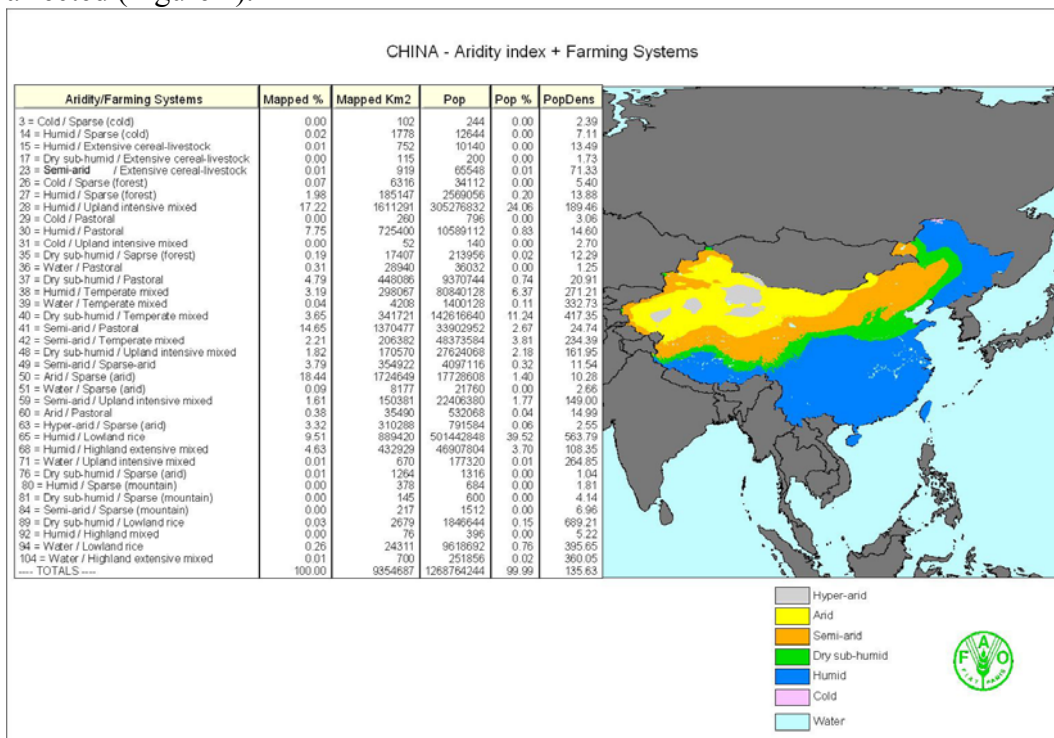 CHINA - Aridity index + Farming Systems
Aridity/Farming Systems Mapped % Mapped Km2 Pop Pop % PopDens
3 = Cold / Sparse (cold) 0.00 102 244 0.00 2.39
14 = Humid / Sparse (cold) 0.02 1778 12644 0.00 7.11
15 = Humid / Extensive cereal-livestock 0.01 752 10140 0.00 13.49
17 = Dry sub-humid / Extensive cereal-livestock 0.00 115 200 0.00 1.73
23 = Semi-arid / Extensive cereal-livestock 0.01 919 65548 0.01 71.33
26 = Cold / Sparse (forest) 0.07 6316 34112 0.00 5.40
27 = Humid / Sparse (forest) 1.98 185147 2569056 0.20 13.88
28 = Humid / Upland intensive mixed 17.22 1611291 305276832 24.06 189.46
29 = Cold / Pastoral 0.00 260 796 0.00 3.06
30 = Humid / Pastoral 7.75 725400 10589112 0.83 14.60
31 = Cold / Upland intensive mixed 0.00 52 140 0.00 2.70
35 = Dry sub-humid / Saprse (forest) 0.19 17407 213956 0.02 12.29
36 = Water / Pastoral 0.31 28940 36032 0.00 1.25
37 = Dry sub-humid / Pastoral 4.79 448086 9370744 0.74 20.91
38 = Humid / Temperate mixed 3.19 298067 80840128 6.37 271.21
39 = Water / Temperate mixed 0.04 4208 1400128 0.11 332.73
40 = Dry sub-humid / Temperate mixed 3.65 341721 142616640 11.24 417.35
41 = Semi-arid / Pastoral 14.65 1370477 33902952 2.67 24.74
42 = Semi-arid / Temperate mixed 2.21 206382 48373584 3.81 234.39
48 = Dry sub-humid / Upland intensive mixed 1.82 170570 27624068 2.18 161.95
49 = Semi-arid / Sparse-arid 3.79 354922 4097116 0.32 11.54
50 = Arid / Sparse (arid) 18.44 1724649 17728608 1.40 10.28
51 = Water / Sparse (arid) 0.09 8177 21760 0.00 2.66
59 = Semi-arid / Upland intensive mixed 1.61 150381 22406380 1.77 149.00
60 = Arid / Pastoral 0.38 35490 532068 0.04 14.99
63 = Hyper-arid / Sparse (arid) 3.32 310288 791584 0.06 2.55
65 = Humid / Lowland rice 9.51 889420 501442848 39.52 563.79
68 = Humid / Highland extensive mixed 4.63 432929 46907804 3.70 108.35
71 = Water / Upland intensive mixed 0.01 670 177320 0.01 264.85
76 = Dry sub-humid / Sparse (arid) 0.01 1264 1316 0.00 1.04
80 = Humid / Sparse (mountain) 0.00 378 684 0.00 1.81
81 = Dry sub-humid / Sparse (mountain) 0.00 145 600 0.00 4.14
84 = Semi-arid / Sparse (mountain) 0.00 217 1512 0.00 6.96
89 = Dry sub-humid / Lowland rice 0.03 2679 1846644 0.15 689.21
92 = Humid / Highland mixed 0.00 76 396 0.00 5.22
94 = Water / Lowland rice 0.26 24311 9618692 0.76 395.65
104 = Water / Highland extensive mixed 0.01 700 251856 0.02 360.05
---- TOTALS ---- 100.00 9354687 1268764244 99.99 135.63
Hyper-arid
Arid
Semi-arid
Dry sub-humid
Humid
Cold
Water
F A O
FIAT PANIS